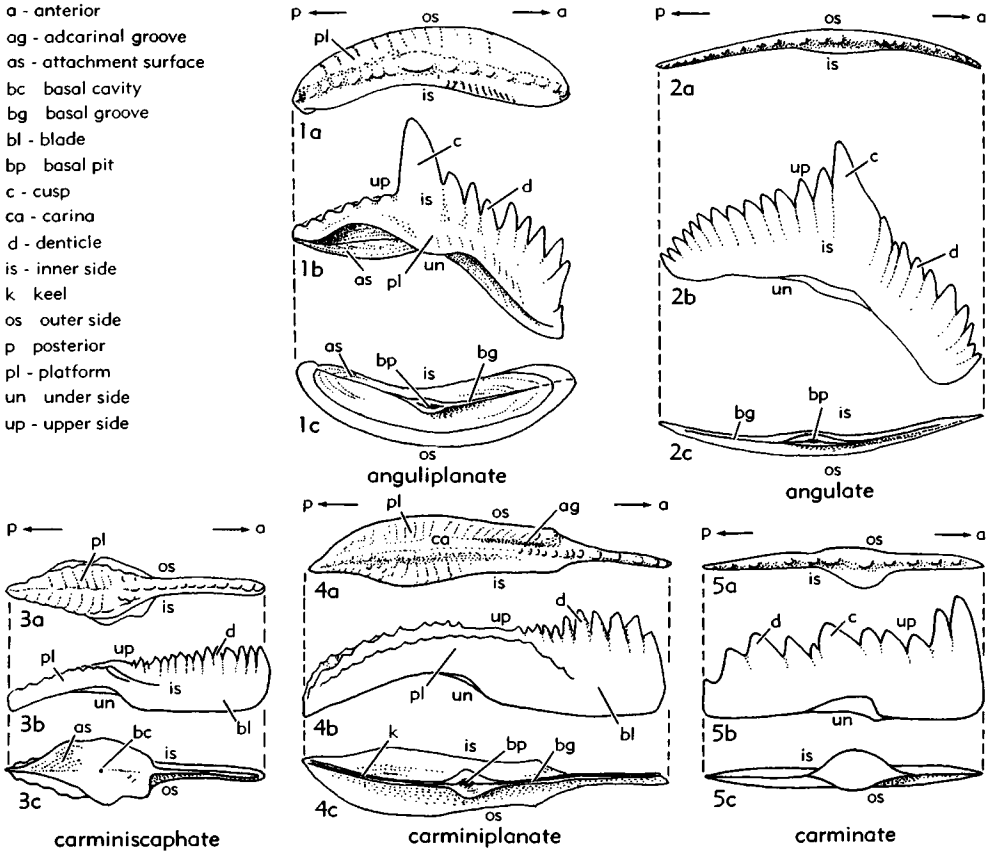 a - anterior
ag - adcarinal groove
as - attachment surface
bc basal cavity
bg basal groove
bl - blade
bp basal pit
c - cusp
ca - carina
d - denticle
is - inner side
k keel
os outer side
p posterior
pl - platform
un under side
up - upper side
p os a
pl
is
1a
c
up
is
d
1b
as pl un
as bp is bg
1c
os
anguliplanate
p os a
is
2a
up c
is
d
un
2b
bg bp is
2c
os
angulate
p a
pl os
is
3a
up d
pl is
un
3b bl
as bc is
3c os
carminiscaphate
p pl os ag a
ca
is
4a
up d
pl un
4b bl
k is bp bg
4c os
carminiplanate
p os a
is
5a
d c up
un
5b
is
5c os
carminate